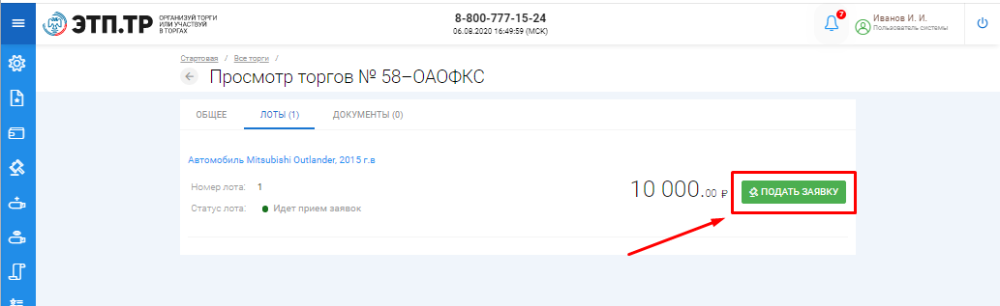 ЭТП.ТР
ОРГАНИЗУЙ ТОРГИ
ИЛИ УЧАСТВУЙ
В ТОРГАХ
8-800-777-15-24
06.08.2020 16:49:59 (МСК)
7
Иванов И. И.
Пользователь системы
Стартовая / Все торги /
Просмотр торгов № 58–ОАОФКС
ОБЩЕЕ ЛОТЫ (1) ДОКУМЕНТЫ (0)
Автомобиль Mitsubishi Outlander, 2015 г.в
Номер лота: 1
Статус лота: Идет прием заявок
10 000.00 ₽
ПОДАТЬ ЗАЯВКУ